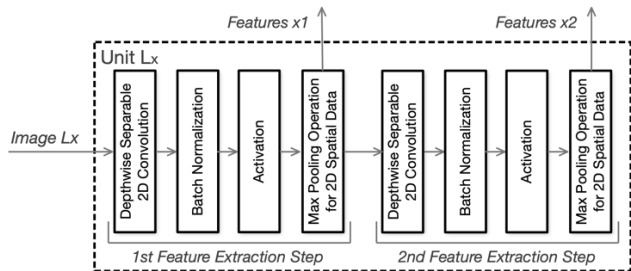 Features x1
Features x2
Unit Lx
Image Lx
Depthwise Separable
2D Convolution
Batch Normalization
Activation
Max Pooling Operation
for 2D Spatial Data
Depthwise Separable
2D Convolution
Batch Normalization
Activation
Max Pooling Operation
for 2D Spatial Data
1st Feature Extraction Step
2nd Feature Extraction Step